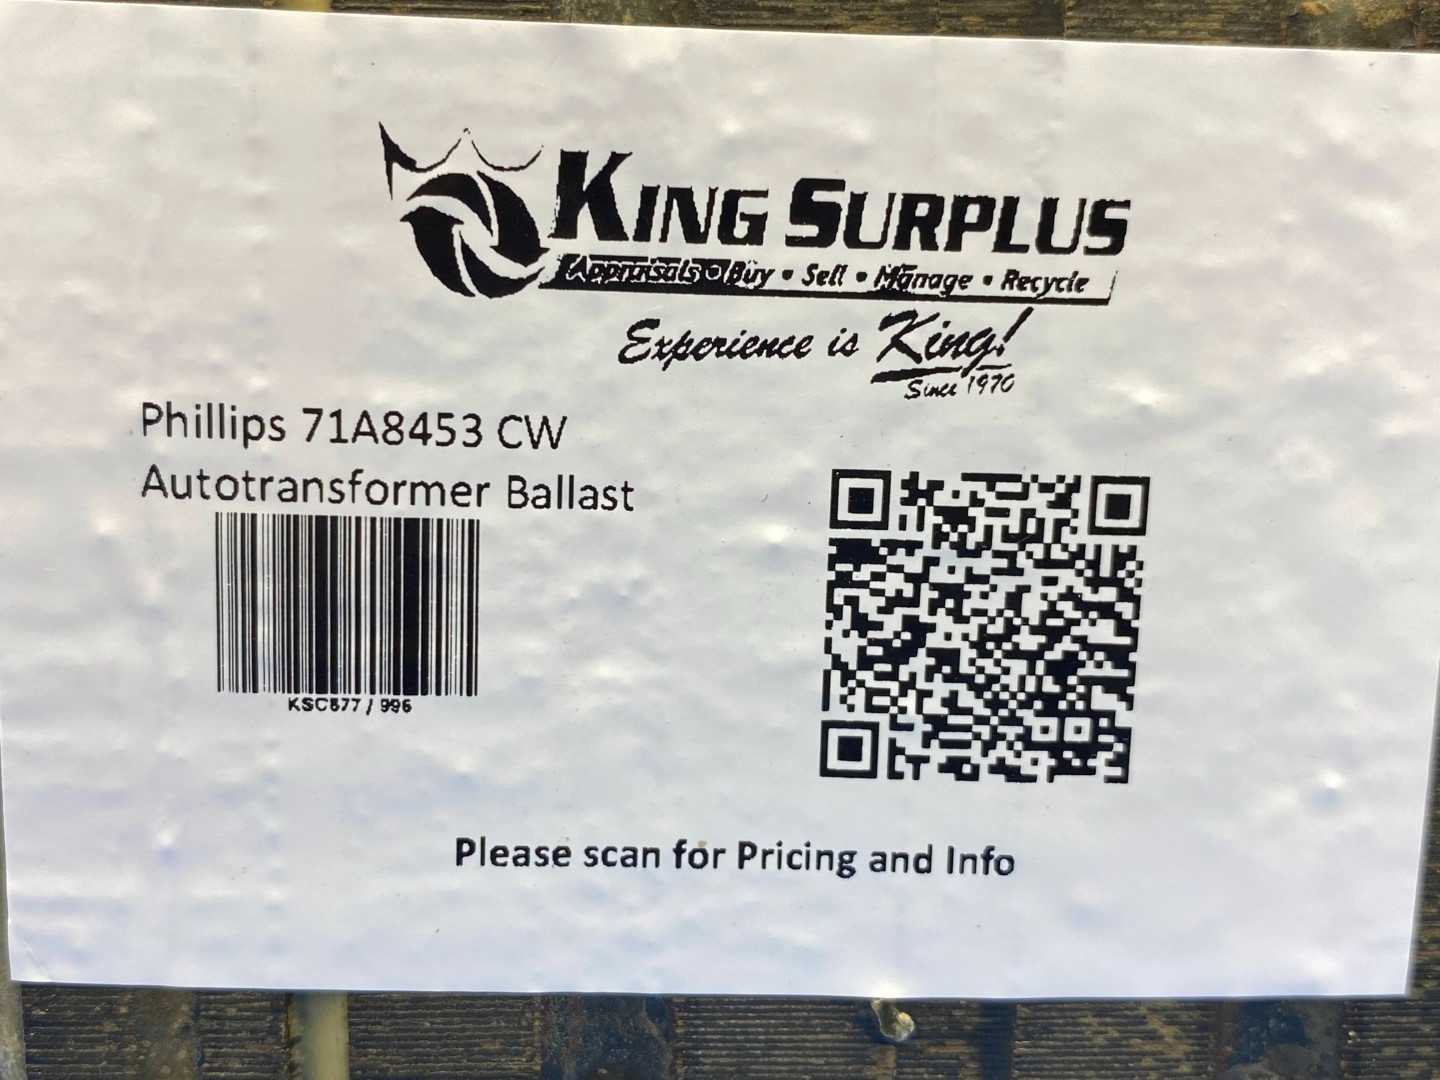 KING SURPLUS
Appraisals • Buy • Sell • Manage • Recycle
Experience is King!
Since 1970
Phillips 71A8453 CW
Autotransformer Ballast
KSC877 / 996
Please scan for Pricing and Info